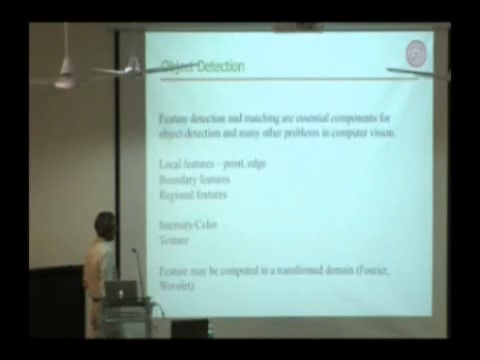 Object Detection
Feature detection and matching are essential components for
object detection and many other problems in computer vision.
Local features – point, edge
Boundary features
Regional features
Intensity/Color
Texture
Feature may be computed in a transformed domain (Fourier,
Wavelet)